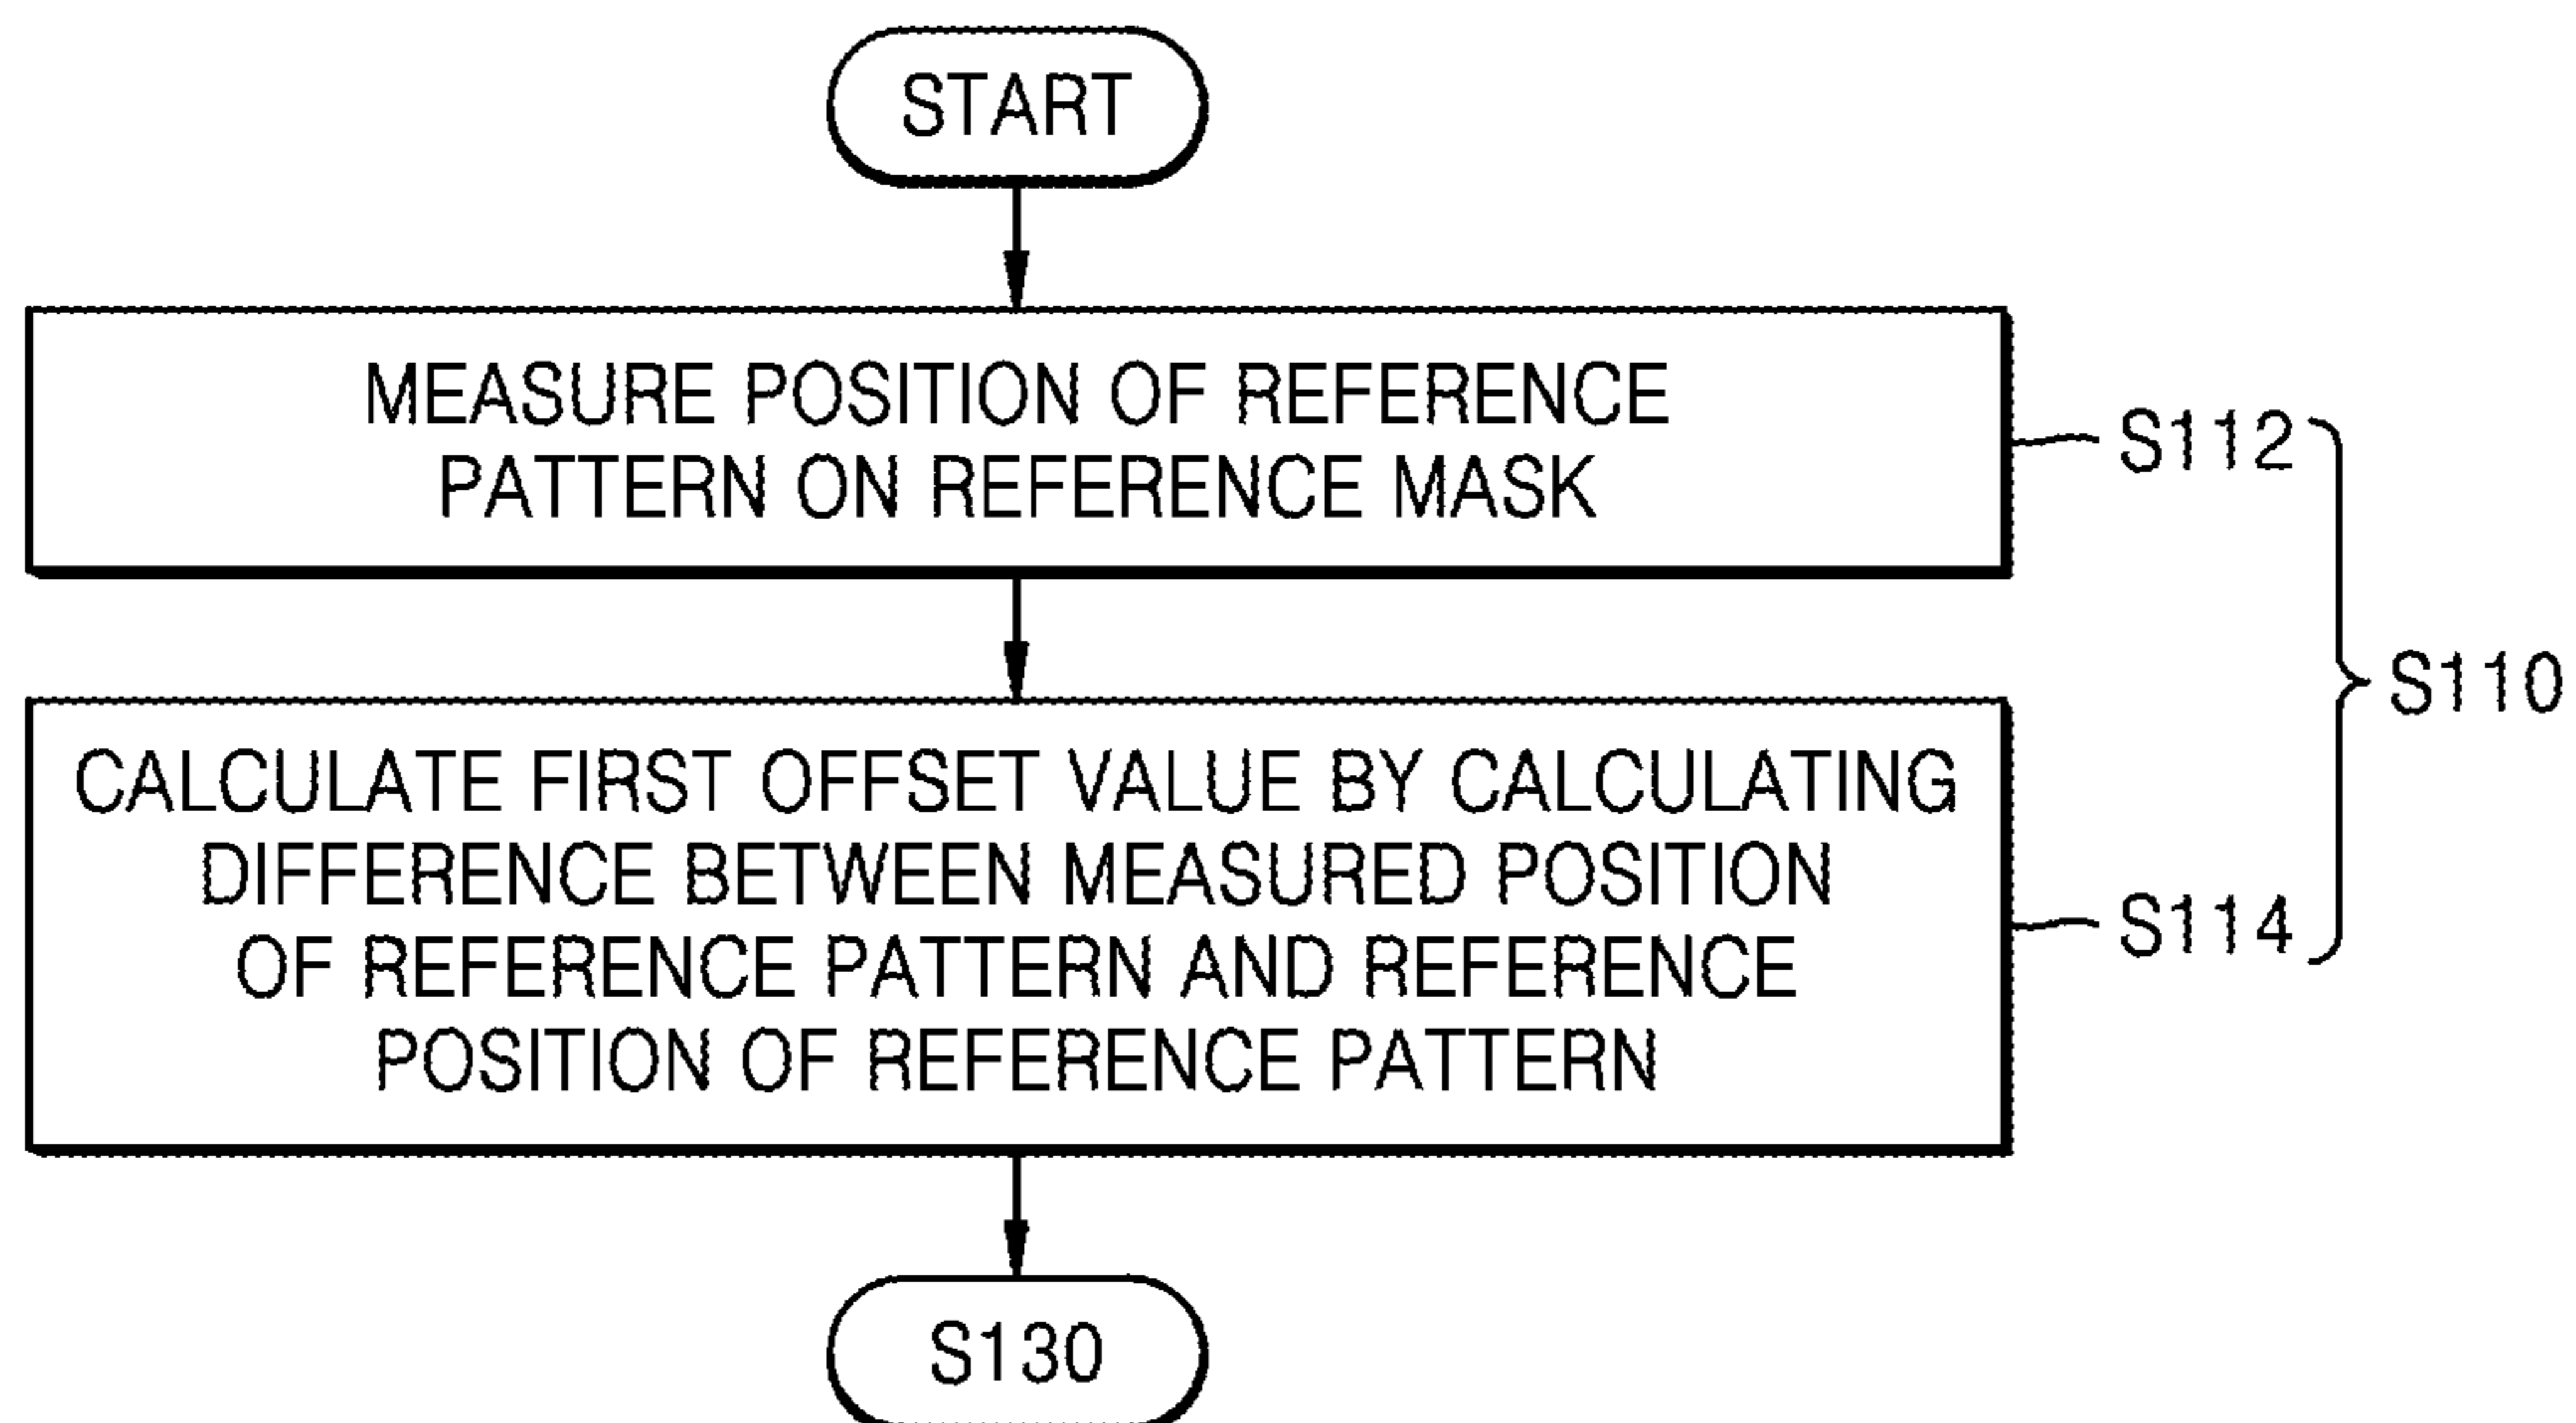 START
MEASURE POSITION OF REFERENCE
PATTERN ON REFERENCE MASK
S112
S110
CALCULATE FIRST OFFSET VALUE BY CALCULATING
DIFFERENCE BETWEEN MEASURED POSITION
OF REFERENCE PATTERN AND REFERENCE
POSITION OF REFERENCE PATTERN
S114
S130